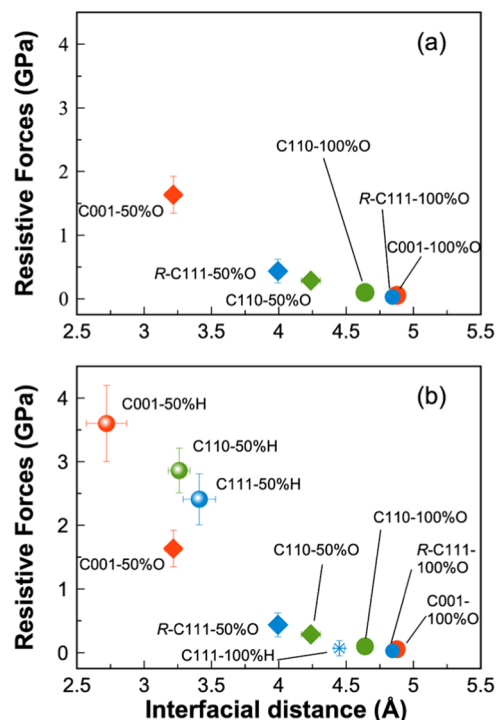 (a)
4
3
2
1
0
Resistive Forces (GPa)
C110-100%O
R-C111-100%O
C001-50%O
C001-100%O
R-C111-50%O
C110-50%O
2.5 3 3.5 4 4.5 5 5.5
(b)
4
3
2
1
0
Resistive Forces (GPa)
C001-50%H
C110-50%H
C111-50%H
C110-100%O
C110-50%O
R-C111-
100%O
C001-50%O
C001-
100%O
R-C111-50%O
C111-100%H
2.5 3 3.5 4 4.5 5 5.5
Interfacial distance (Å)